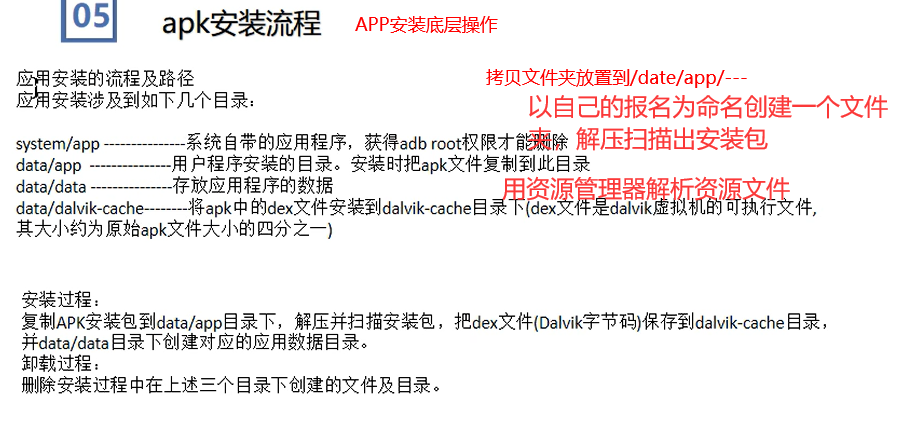 05
apk安装流程 APP安装底层操作
应用安装的流程及路径
拷贝文件夹放置到/date/app/---
应用安装涉及到如下几个目录：
以自己的报名为命名创建一个文件
夹，解压扫描出安装包
system/app ---------------系统自带的应用程序，获得adb root权限才能删除
data/app ---------------用户程序安装的目录。安装时把apk文件复制到此目录
data/data ---------------存放应用程序的数据
用资源管理器解析资源文件
data/dalvik-cache--------将apk中的dex文件安装到dalvik-cache目录下(dex文件是dalvik虚拟机的可执行文件,
其大小约为原始apk文件大小的四分之一)
安装过程：
复制APK安装包到data/app目录下，解压并扫描安装包，把dex文件(Dalvik字节码)保存到dalvik-cache目录，
并data/data目录下创建对应的应用数据目录。
卸载过程：
删除安装过程中在上述三个目录下创建的文件及目录。